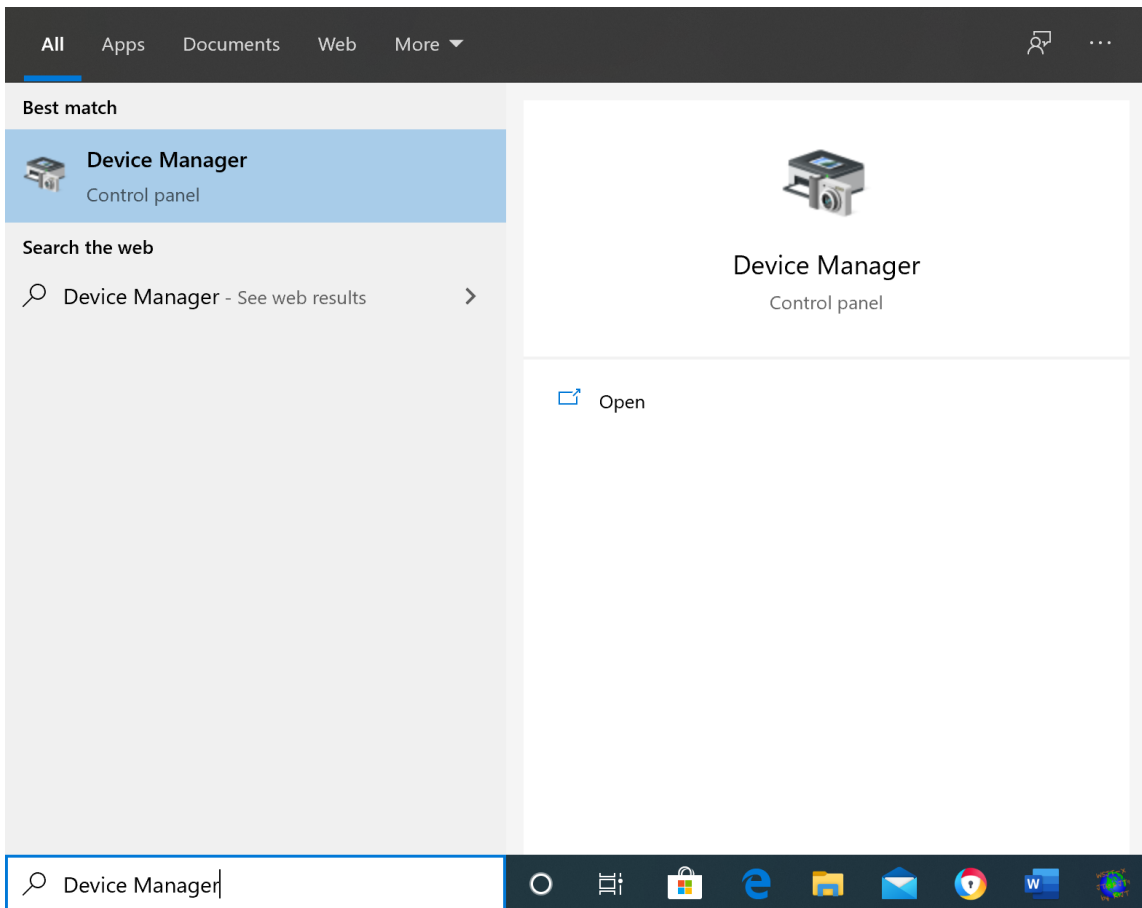 All Apps Documents Web More
Best match
Device Manager
Control panel
Search the web
Device Manager - See web results
Device Manager
Control panel
Open
Device Manager
W